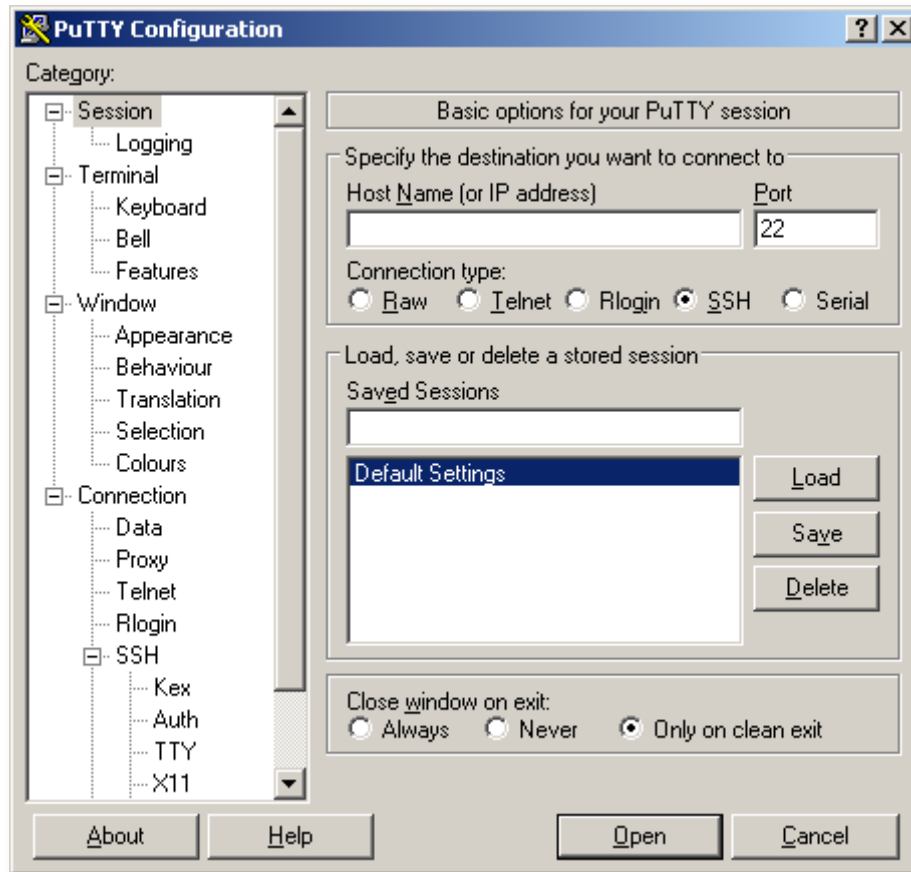 PuTTY Configuration
Category:
Session
Logging
Terminal
Keyboard
Bell
Features
Window
Appearance
Behaviour
Translation
Selection
Colours
Connection
Data
Proxy
Telnet
Rlogin
SSH
Kex
Auth
TTY
X11
Basic options for your PuTTY session
Specify the destination you want to connect to
Host Name (or IP address) Port
22
Connection type:
Raw Telnet Rlogin SSH Serial
Load, save or delete a stored session
Saved Sessions
Default Settings
Load
Save
Delete
Close window on exit:
Always Never Only on clean exit
About Help Open Cancel